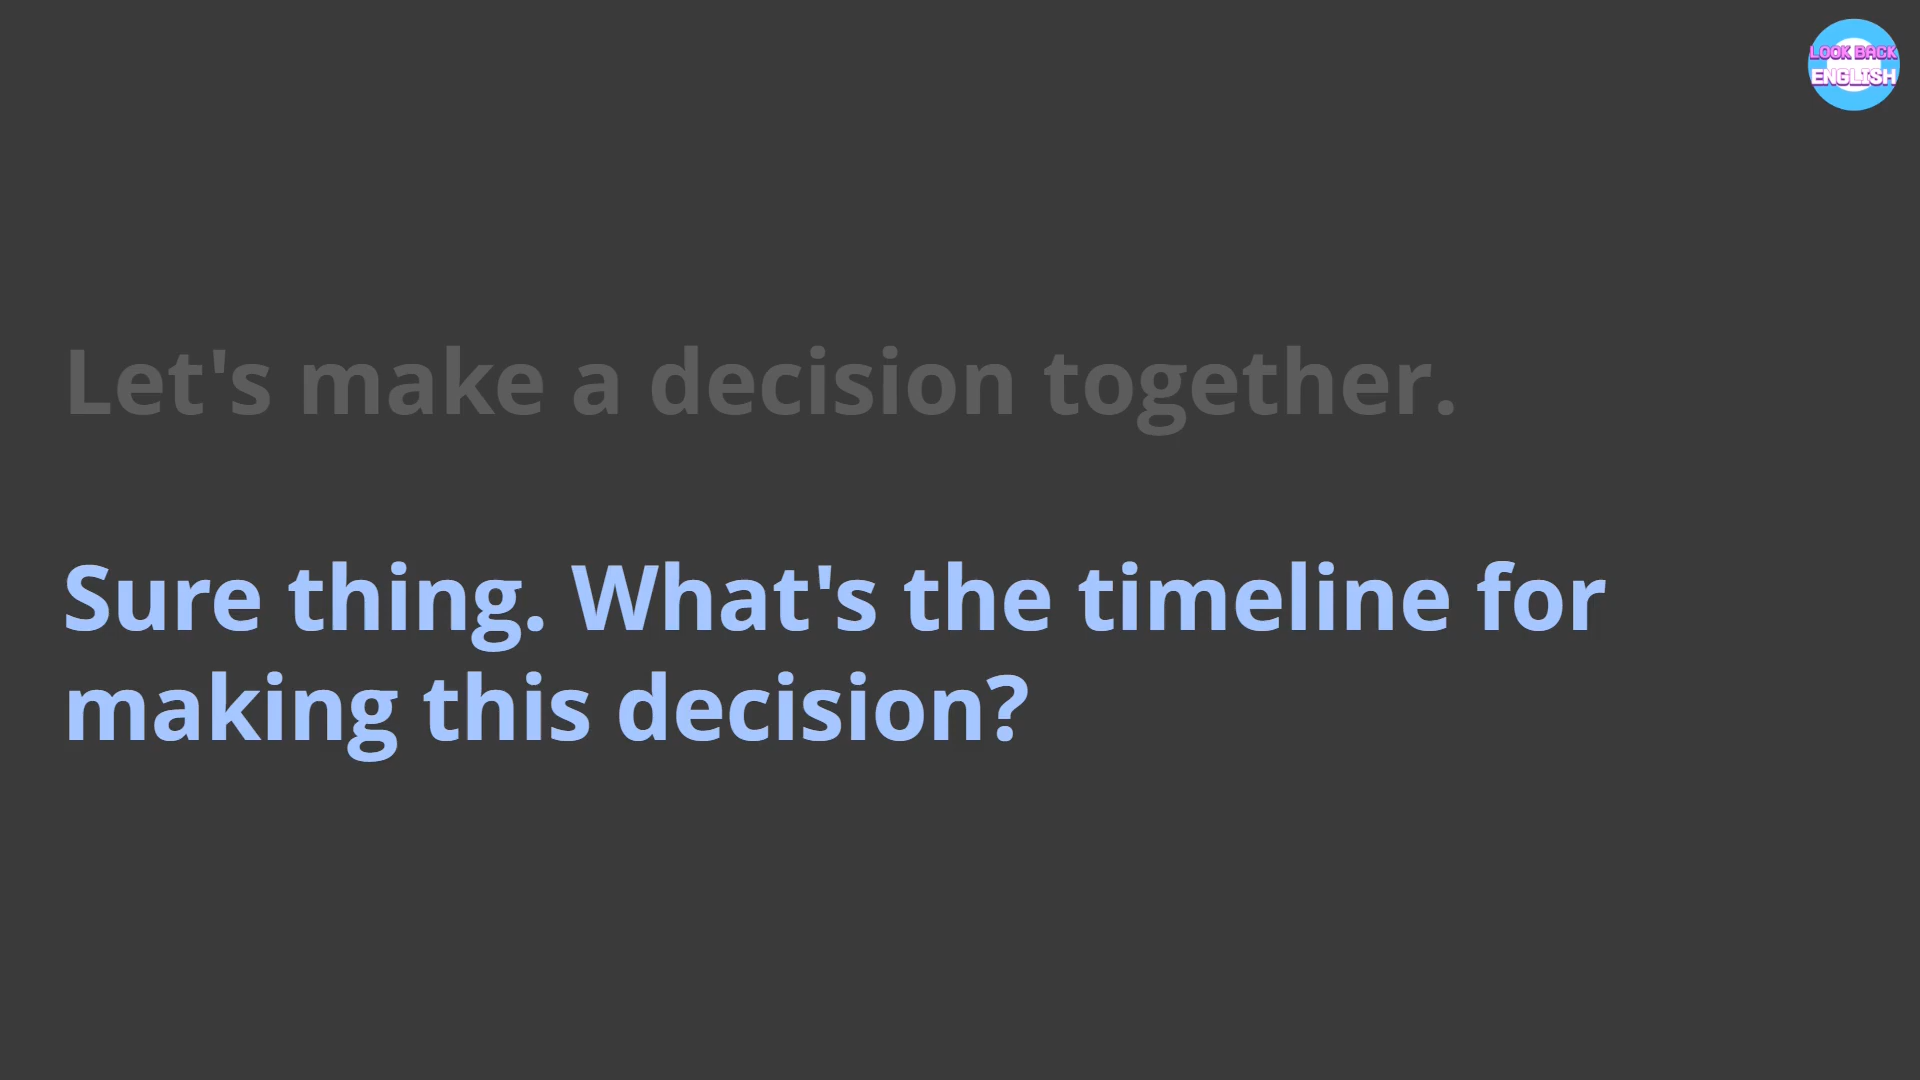 LOOK BACK
ENGLISH
Let's make a decision together.
Sure thing. What's the timeline for
making this decision?